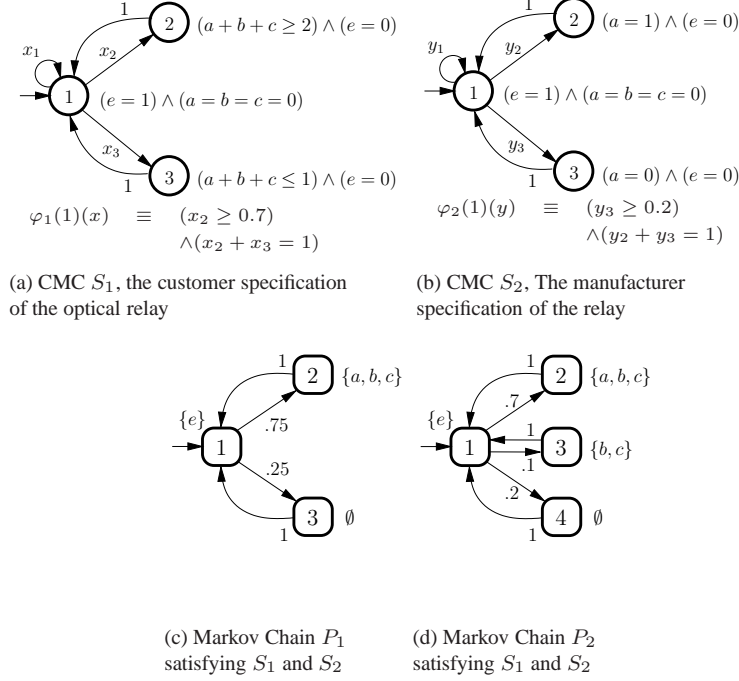 1
2
(a + b + c ≥ 2) ∧ (e = 0)
x₁
x₂
1
(e = 1) ∧ (a = b = c = 0)
x₃
1
3
(a + b + c ≤ 1) ∧ (e = 0)
φ₁(1)(x) ≡ (x₂ ≥ 0.7)
∧(x₂ + x₃ = 1)
(a) CMC S₁, the customer specification
of the optical relay
1
2
(a = 1) ∧ (e = 0)
y₁
y₂
1
(e = 1) ∧ (a = b = c = 0)
y₃
1
3
(a = 0) ∧ (e = 0)
φ₂(1)(y) ≡ (y₃ ≥ 0.2)
∧(y₂ + y₃ = 1)
(b) CMC S₂, The manufacturer
specification of the relay
1
2
{a, b, c}
{e}
.75
1
.25
1
3
∅
(c) Markov Chain P₁
satisfying S₁ and S₂
1
2
{a, b, c}
{e}
.7
1
1
3
{b, c}
.1
.2
1
4
∅
(d) Markov Chain P₂
satisfying S₁ and S₂